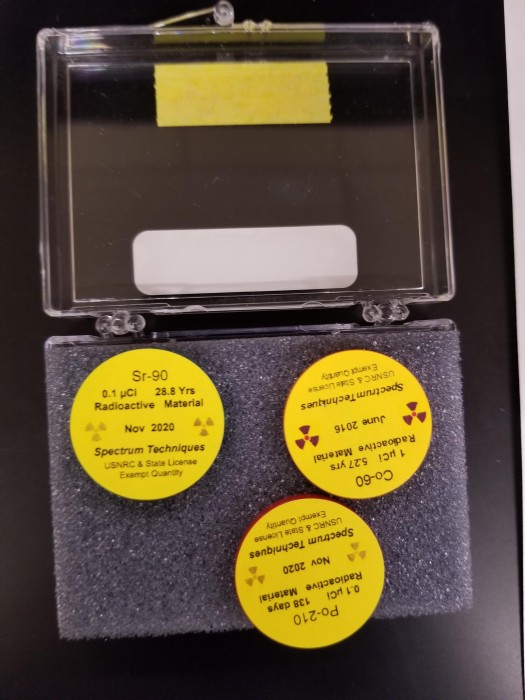 Sr-90
0.1 µCi 28.8 Yrs
Radioactive Material
Nov 2020
Spectrum Techniques
USNRC & State License
Exempt Quantity
Co-60
1 µCi 5.27 yrs
Radioactive Material
June 2016
Spectrum Techniques
USNRC & State License
Exempt Quantity
Po-210
0.1 µCi 138 days
Radioactive Material
Nov 2020
Spectrum Techniques
USNRC & State License
Exempt Quantity